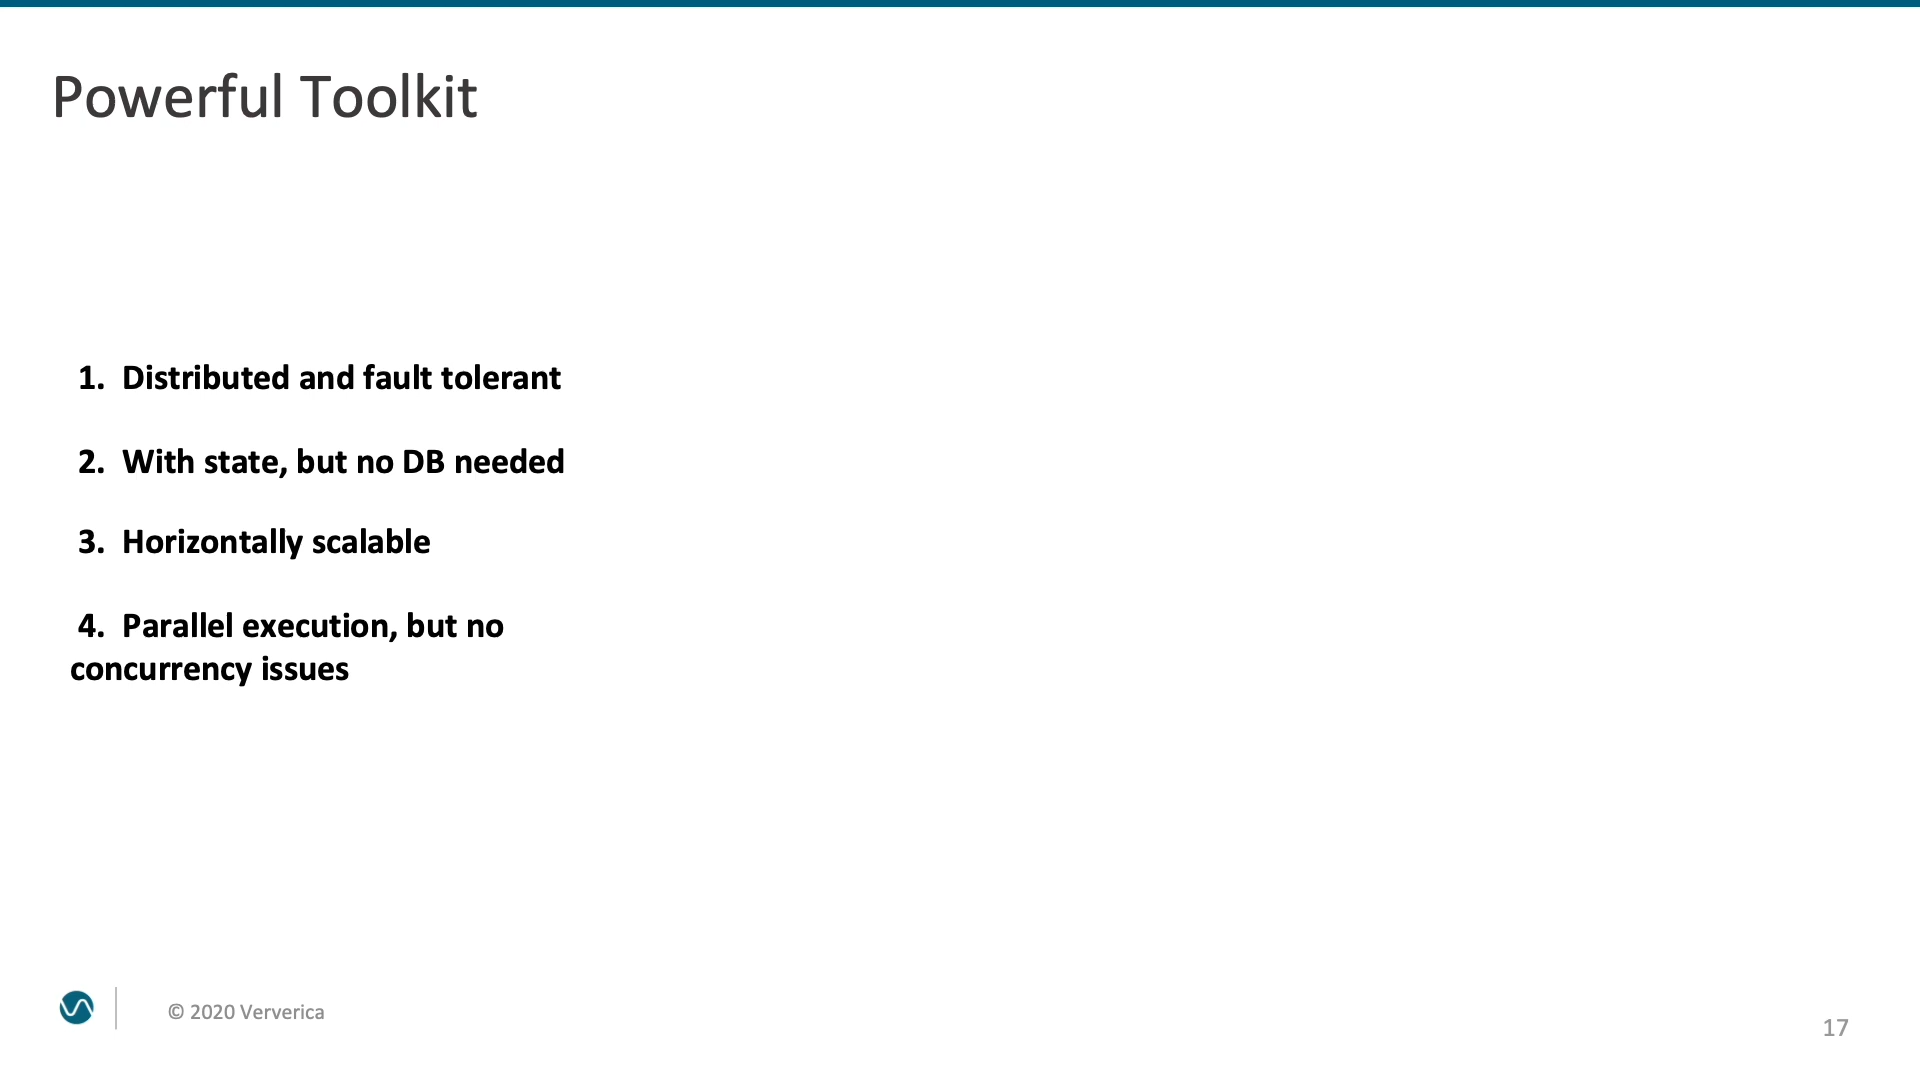 Powerful Toolkit
1. Distributed and fault tolerant
2. With state, but no DB needed
3. Horizontally scalable
4. Parallel execution, but no
concurrency issues
© 2020 Ververica
17